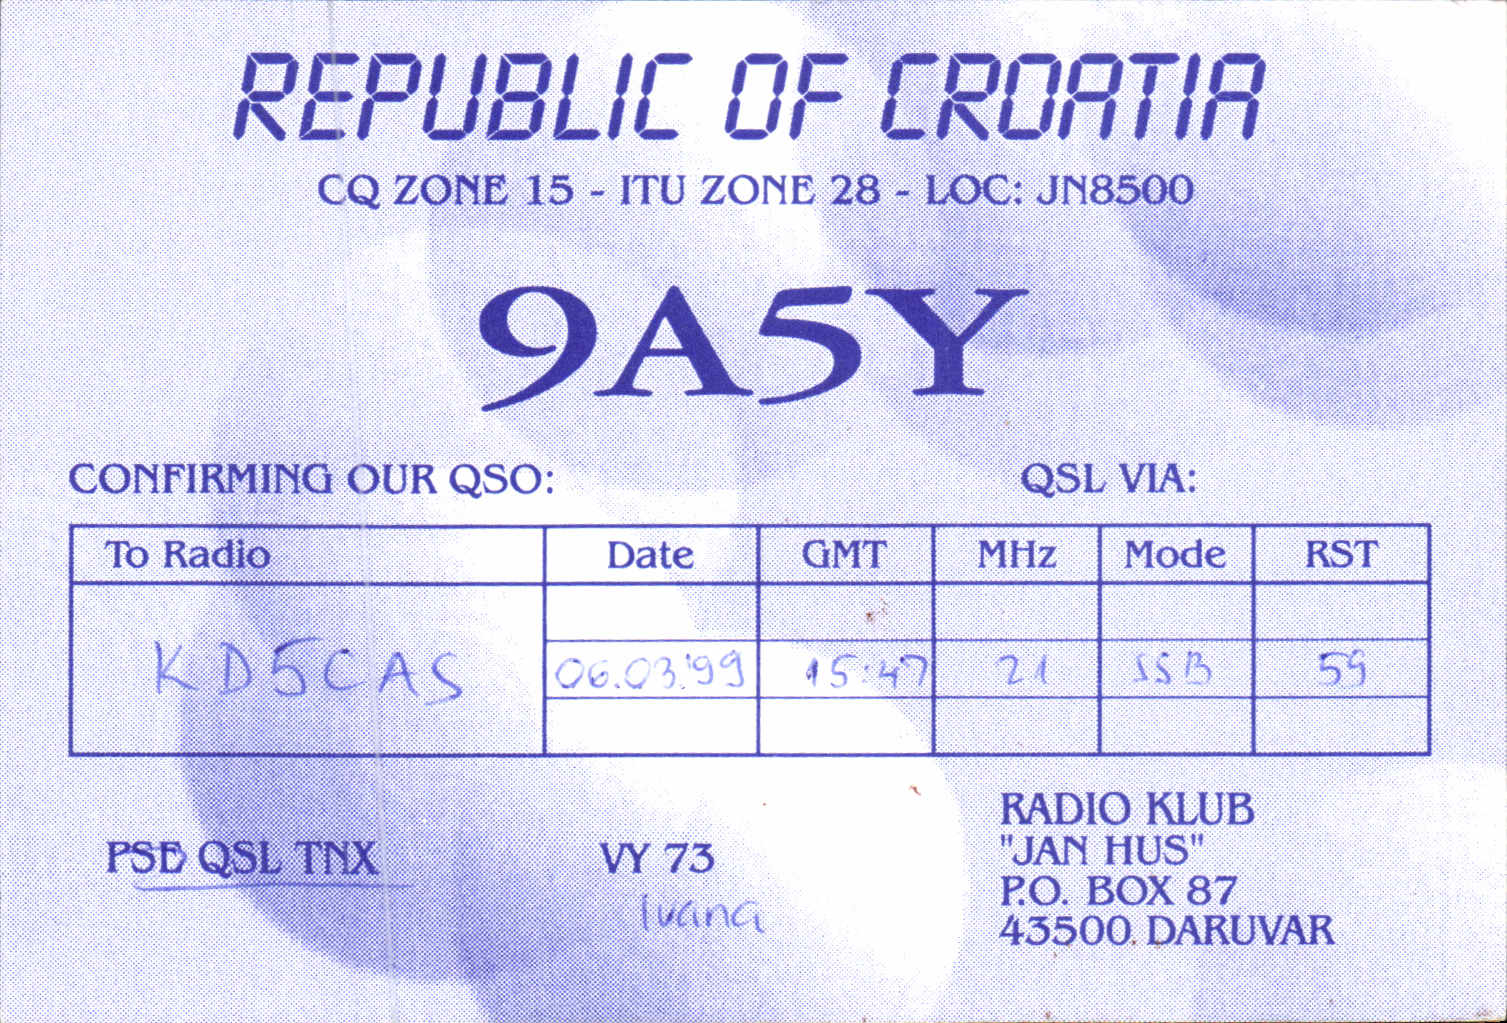 REPUBLIC OF CROATIA
CQ ZONE 15 - ITU ZONE 28 - LOC: JN8500
9A5Y
CONFIRMING OUR QSO: QSL VIA:
To Radio Date GMT MHz Mode RST
KD5CAS 06.03.'99 15:47 21 SSB 59
PSE QSL TNX VY 73
Ivana
RADIO KLUB
"JAN HUS"
P.O. BOX 87
43500 DARUVAR